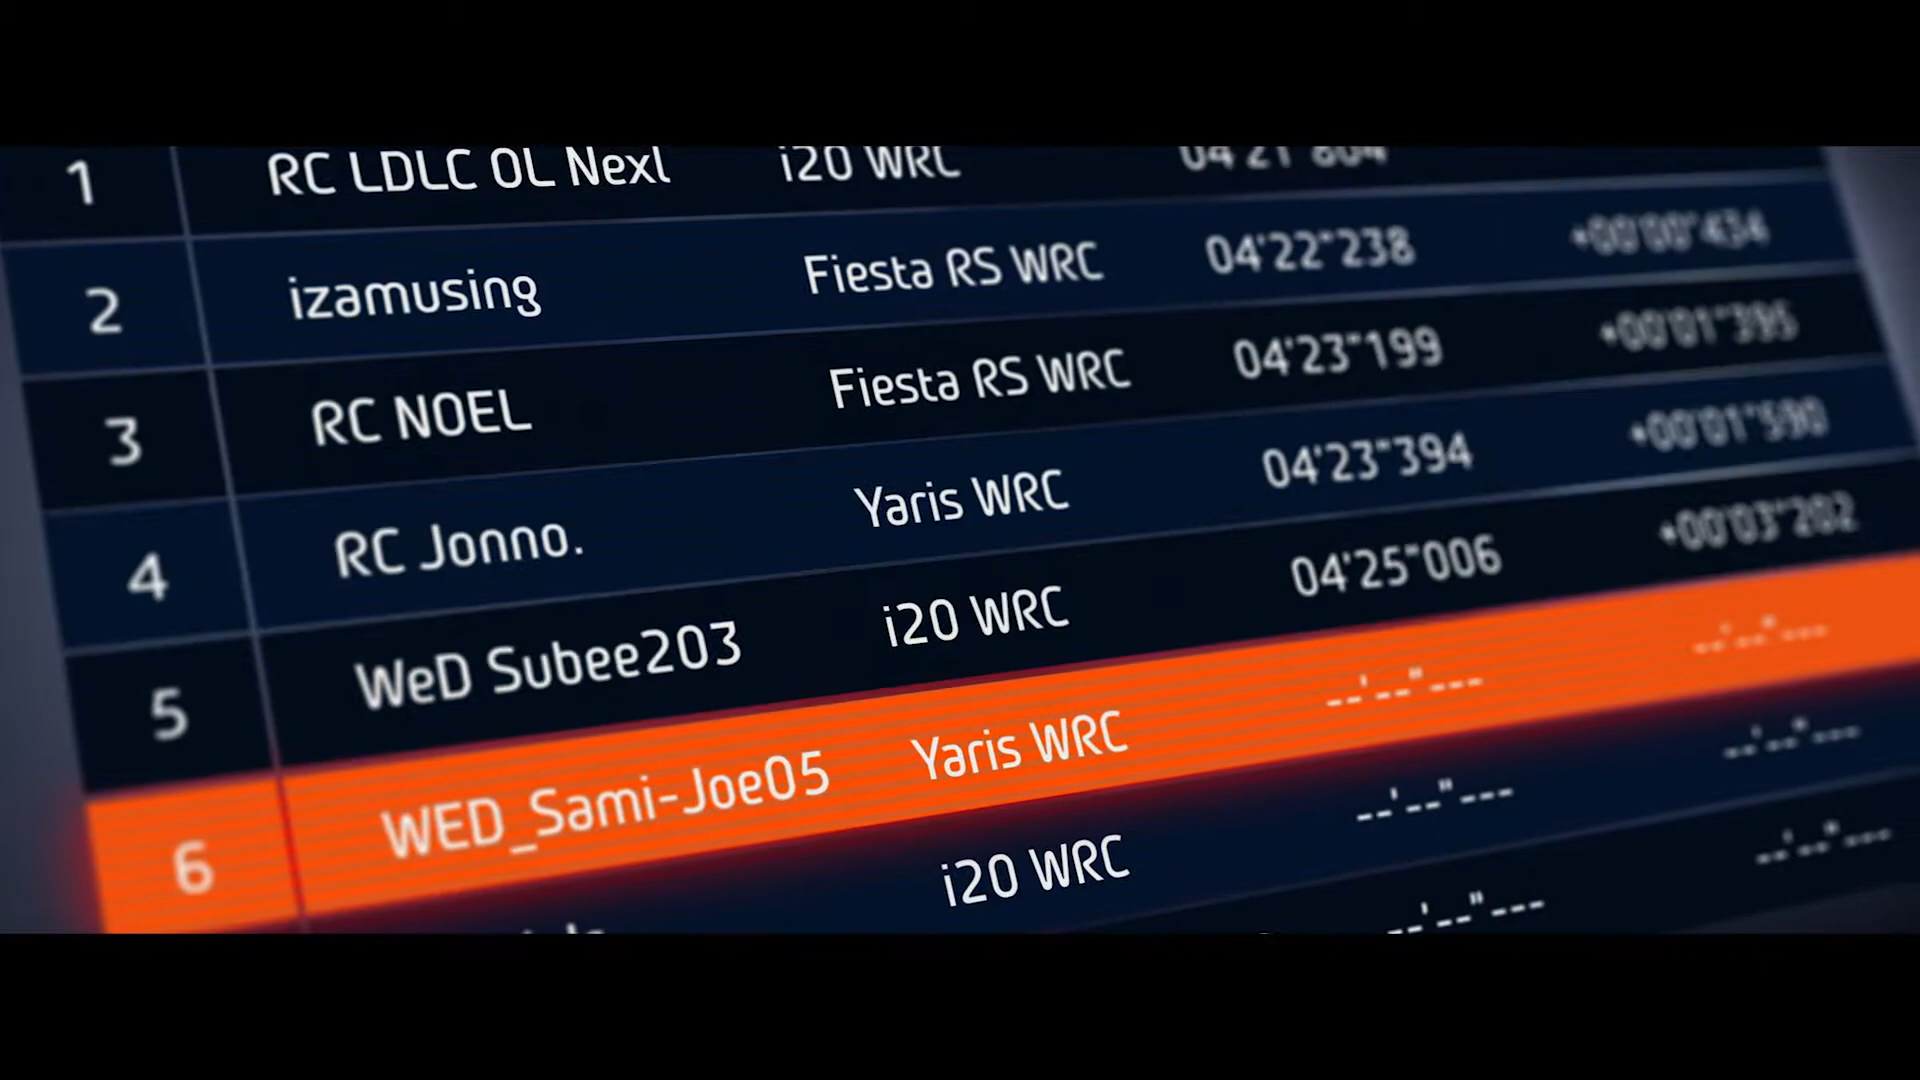 1 RC LDLC OL Nexl i20 WRC 04'21"804
2 izamusing Fiesta RS WRC 04'22"238 +00'00"434
3 RC NOEL Fiesta RS WRC 04'23"199 +00'01"395
4 RC Jonno. Yaris WRC 04'23"394 +00'01"590
5 WeD Subee203 i20 WRC 04'25"006 +00'03"202
6 WED_Sami-Joe05 Yaris WRC --'--"--- --'--"---
i20 WRC --'--"--- --'--"---
--'--"--- --'--"---